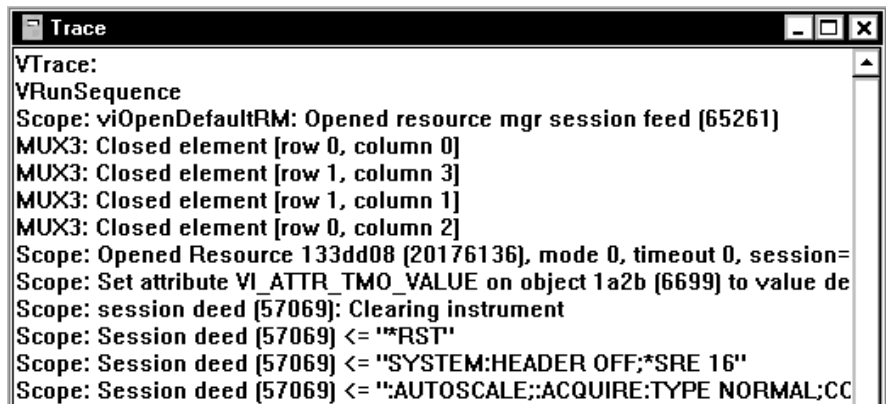 Trace
VTrace:
VRunSequence
Scope: viOpenDefaultRM: Opened resource mgr session feed (65261)
MUX3: Closed element [row 0, column 0]
MUX3: Closed element [row 1, column 3]
MUX3: Closed element [row 1, column 1]
MUX3: Closed element [row 0, column 2]
Scope: Opened Resource 133dd08 (20176136), mode 0, timeout 0, session=
Scope: Set attribute VI_ATTR_TMO_VALUE on object 1a2b (6699) to value de
Scope: session deed (57069): Clearing instrument
Scope: Session deed (57069) <= "*RST"
Scope: Session deed (57069) <= "SYSTEM:HEADER OFF;*SRE 16"
Scope: Session deed (57069) <= ":AUTOSCALE;:ACQUIRE:TYPE NORMAL;CO